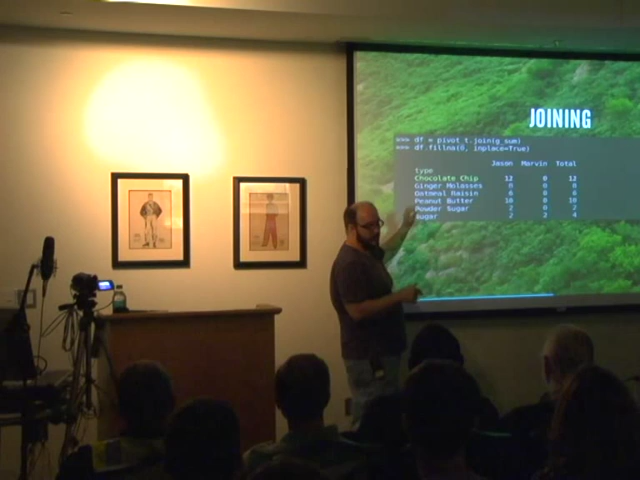 JOINING
>>> df = pivot_t.join(g_sum)
>>> df.fillna(0, inplace=True)
Jason Marvin Total
type
Chocolate Chip 12 0 12
Ginger Molasses 8 0 8
Oatmeal Raisin 6 0 6
Peanut Butter 10 0 10
Powder Sugar 2 0 2
Sugar 2 2 4